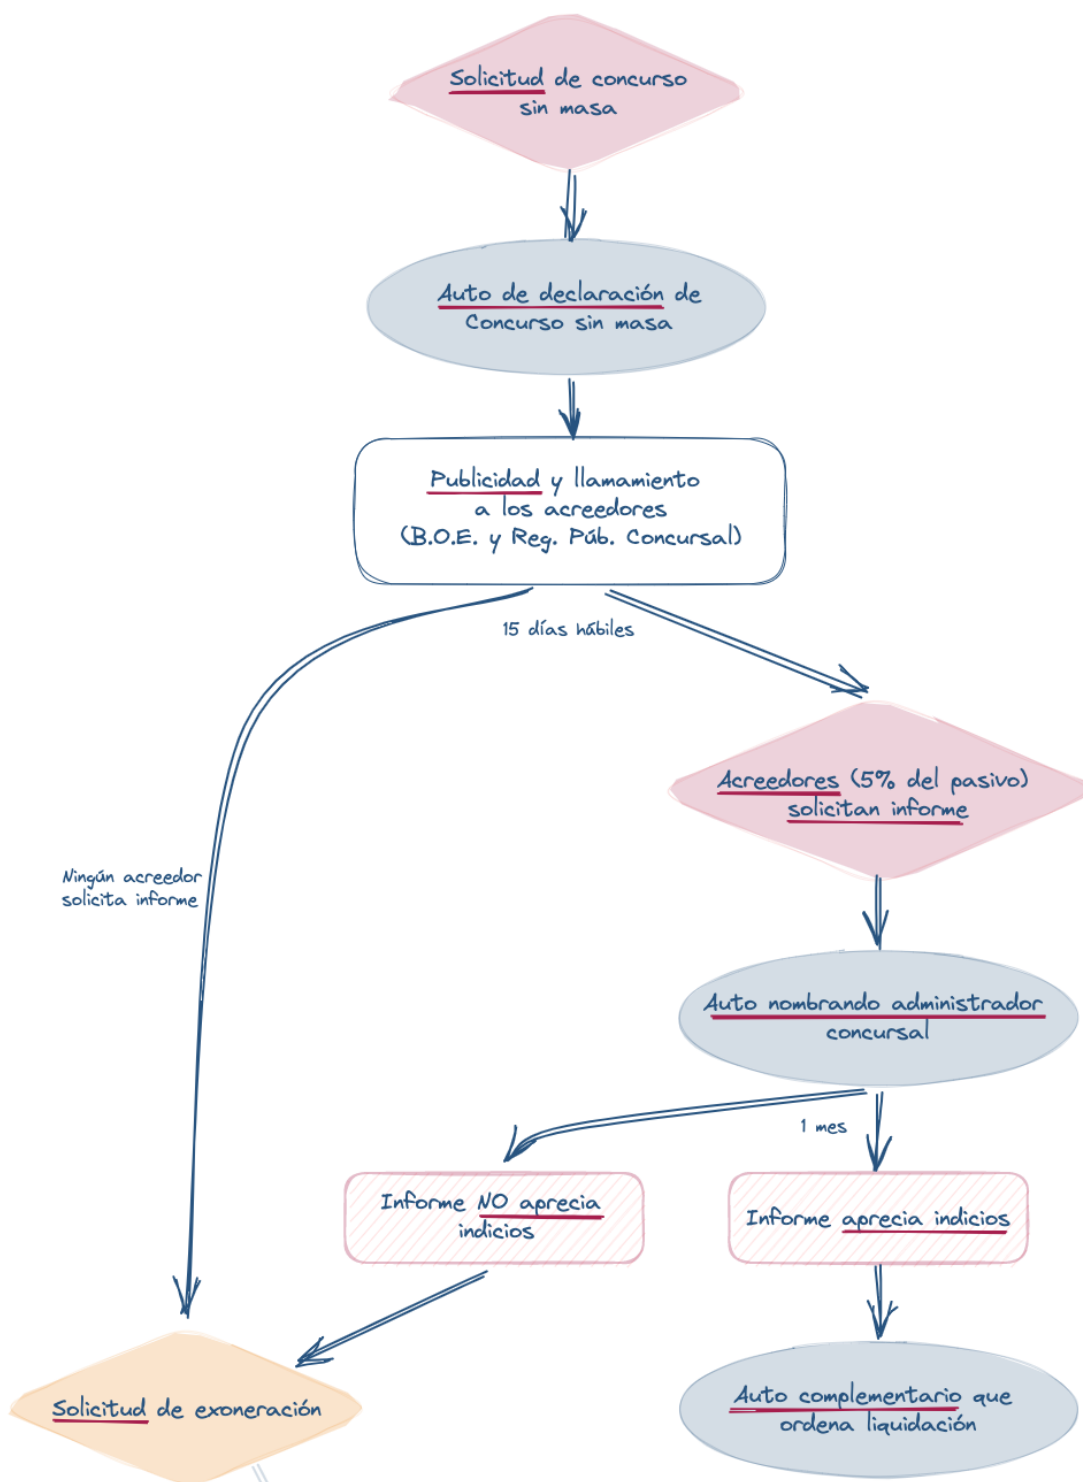 Solicitud de concurso
sin masa
Auto de declaración de
Concurso sin masa
Publicidad y llamamiento
a los acreedores
(B.O.E. y Reg. Púb. Concursal)
15 días hábiles
Acreedores (5% del pasivo)
solicitan informe
Ningún acreedor
solicita informe
Auto nombrando administrador
concursal
1 mes
Informe NO aprecia
indicios
Informe aprecia indicios
Solicitud de exoneración
Auto complementario que
ordena liquidación